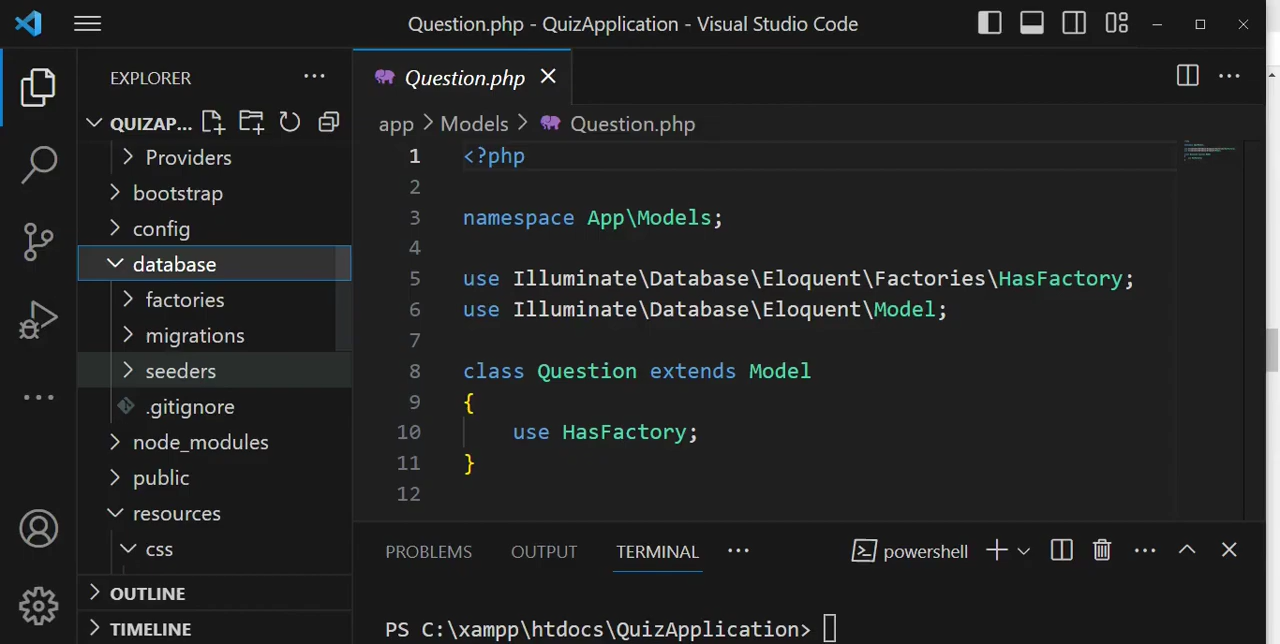 Question.php - QuizApplication - Visual Studio Code
EXPLORER
QUIZAP...
Providers
bootstrap
config
database
factories
migrations
seeders
.gitignore
node_modules
public
resources
css
OUTLINE
TIMELINE
Question.php
app > Models > Question.php
1 <?php
2
3 namespace App\Models;
4
5 use Illuminate\Database\Eloquent\Factories\HasFactory;
6 use Illuminate\Database\Eloquent\Model;
7
8 class Question extends Model
9 {
10 use HasFactory;
11 }
12
PROBLEMS OUTPUT TERMINAL powershell
PS C:\xampp\htdocs\QuizApplication>